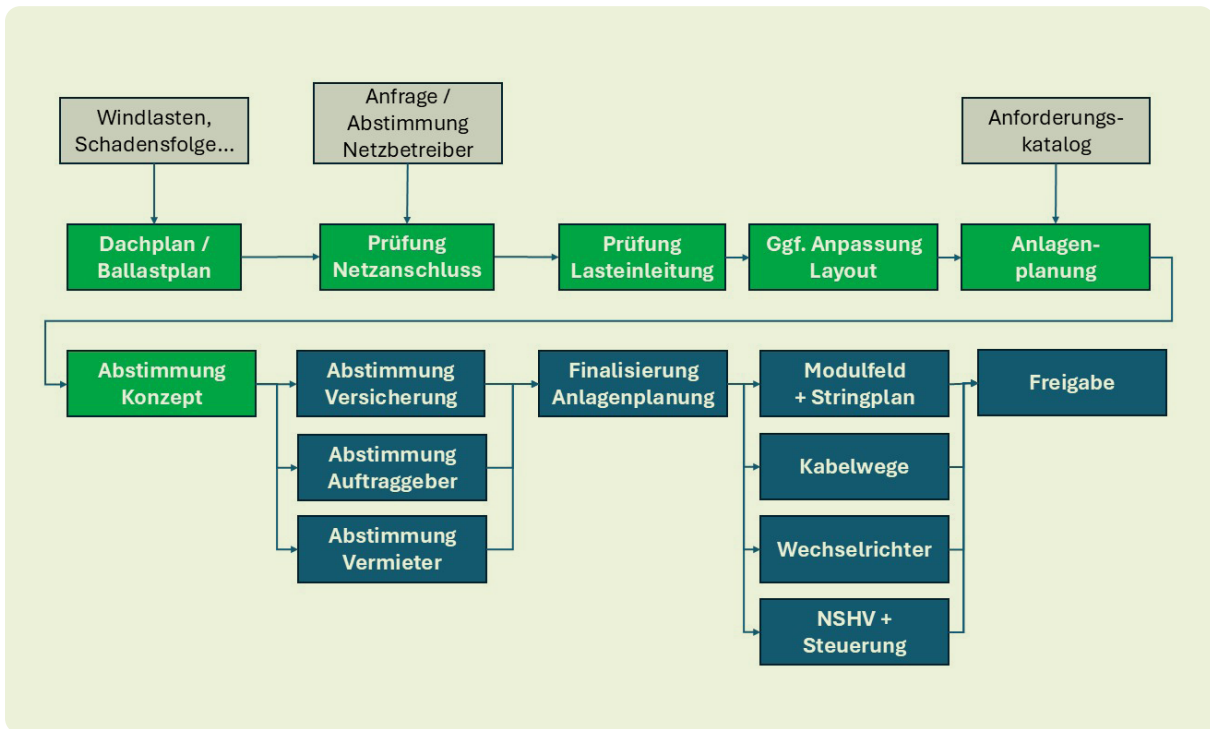 Windlasten,
Schadensfolge...
Anfrage /
Abstimmung
Netzbetreiber
Anforderungs-
katalog
Dachplan /
Ballastplan
Prüfung
Netzanschluss
Prüfung
Lasteinleitung
Ggf. Anpassung
Layout
Anlagen-
planung
Abstimmung
Konzept
Abstimmung
Versicherung
Finalisierung
Anlagenplanung
Modulfeld
+ Stringplan
Freigabe
Abstimmung
Auftraggeber
Kabelwege
Abstimmung
Vermieter
Wechselrichter
NSHV +
Steuerung